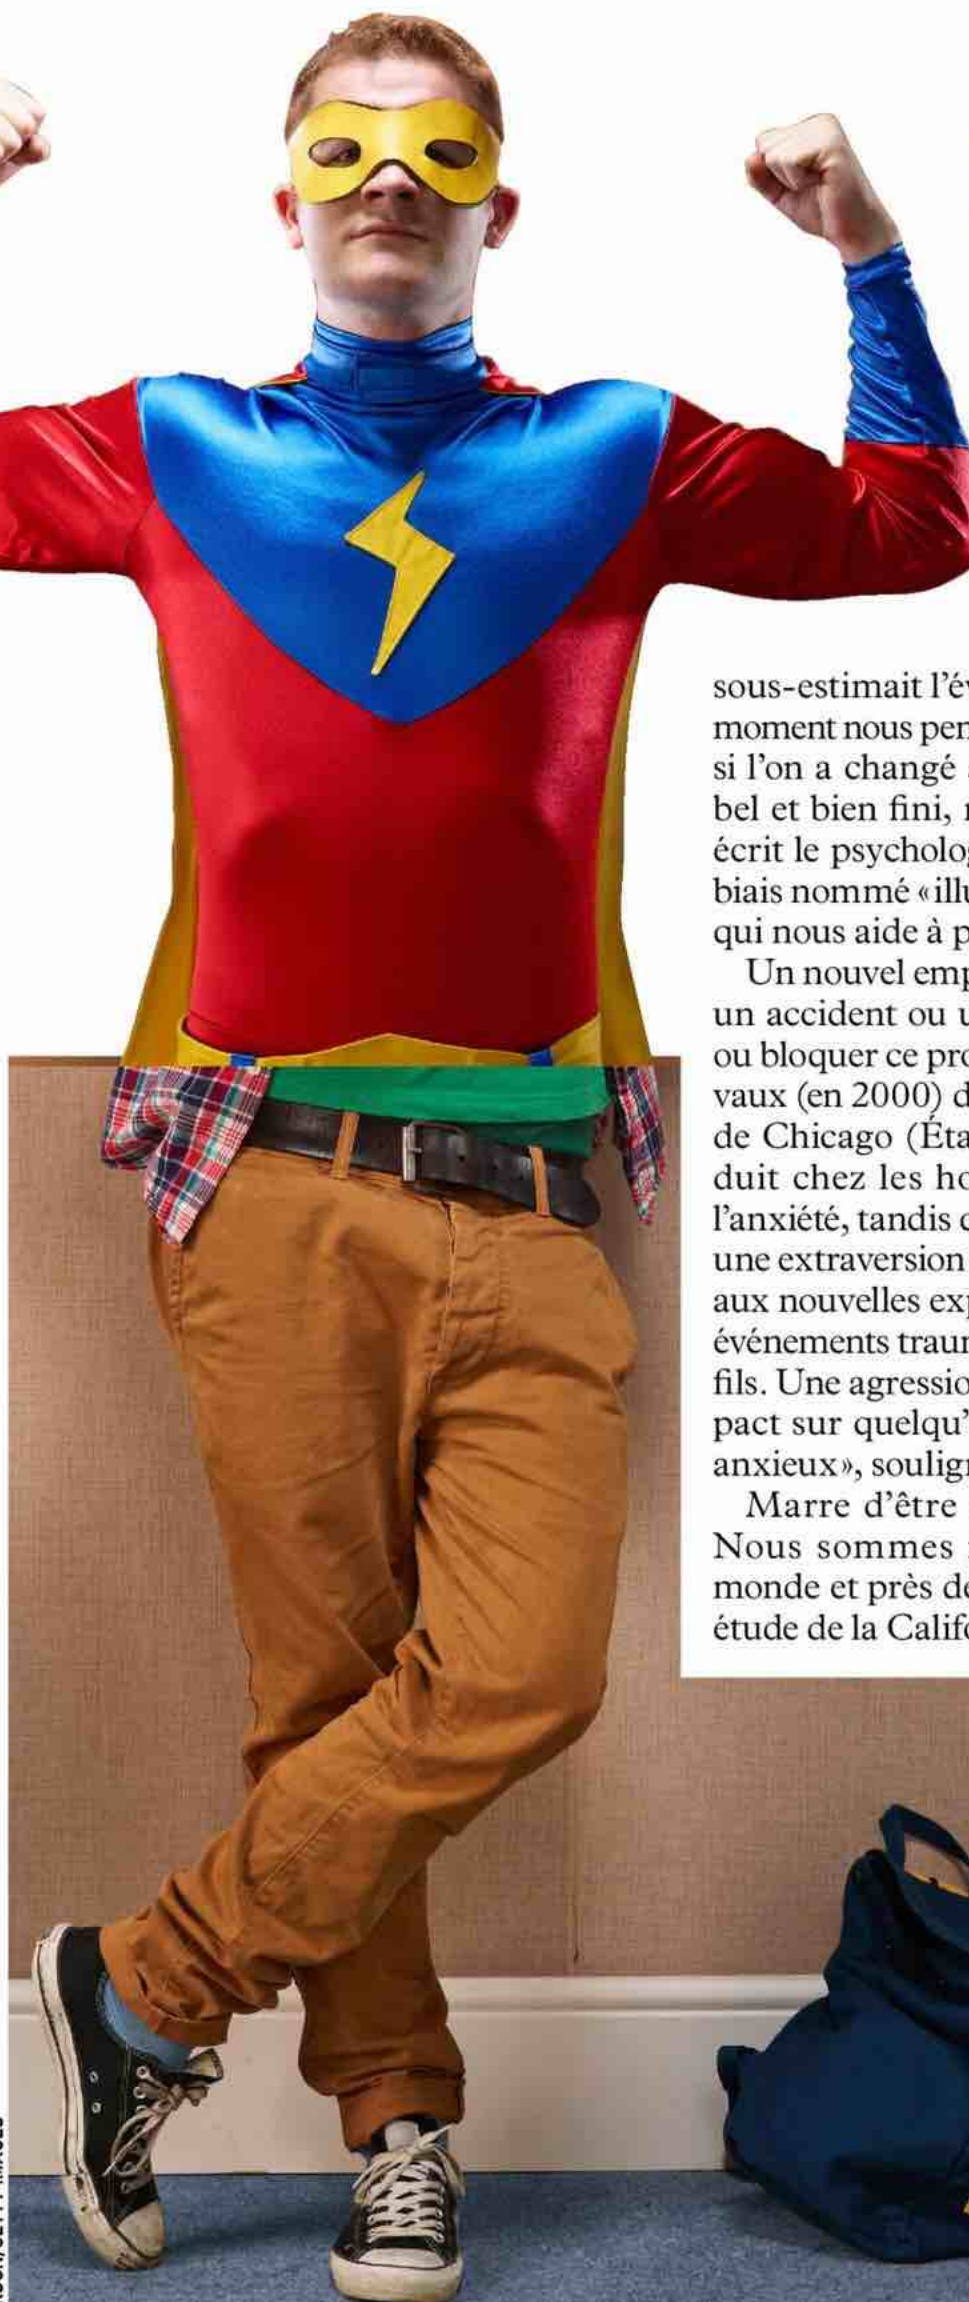 sous-estimait l'év
moment nous pen
si l'on a changé
bel et bien fini, 
écrit le psycholog
biais nommé «illu
qui nous aide à p
Un nouvel emp
un accident ou u
ou bloquer ce pro
vaux (en 2000) d
de Chicago (Éta
duit chez les ho
l'anxiété, tandis
une extraversion
aux nouvelles exp
événements traum
fils. Une agressio
pact sur quelqu'
anxieux», soulign
Marre d'être
Nous sommes
monde et près de
étude de la Califo